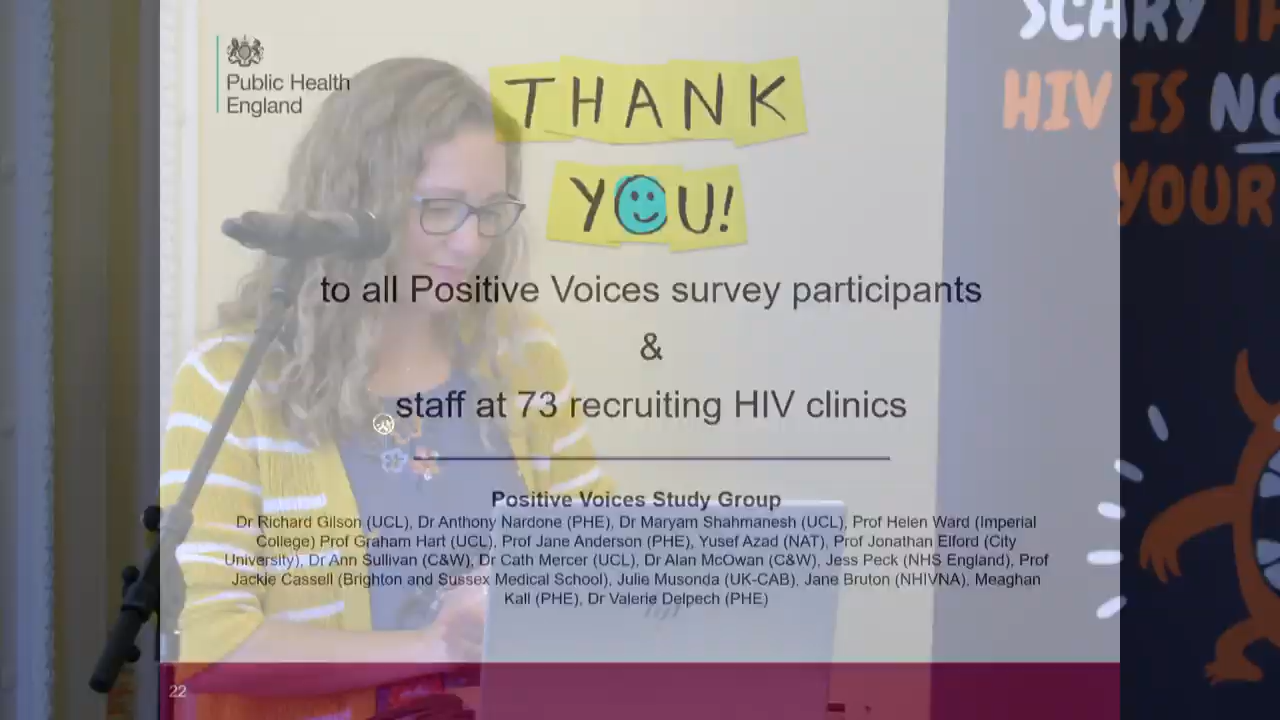 Public Health
England
THANK
YOU!
to all Positive Voices survey participants
&
staff at 73 recruiting HIV clinics
Positive Voices Study Group
Dr Richard Gilson (UCL), Dr Anthony Nardone (PHE), Dr Maryam Shahmanesh (UCL), Prof Helen Ward (Imperial
College) Prof Graham Hart (UCL), Prof Jane Anderson (PHE), Yusef Azad (NAT), Prof Jonathan Elford (City
University), Dr Ann Sullivan (C&W), Dr Cath Mercer (UCL), Dr Alan McOwan (C&W), Jess Peck (NHS England), Prof
Jackie Cassell (Brighton and Sussex Medical School), Julie Musonda (UK-CAB), Jane Bruton (NHIVNA), Meaghan
Kall (PHE), Dr Valerie Delpech (PHE)
22
SCARY
HIV IS
YOUR